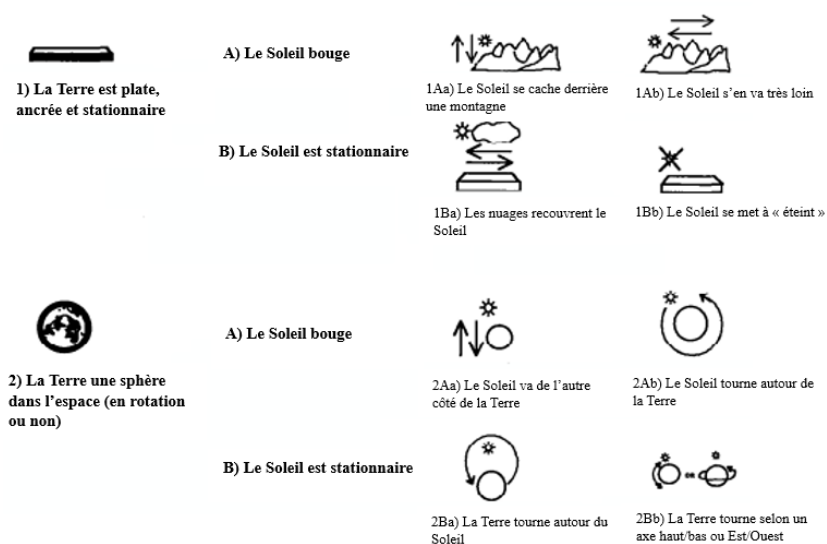 A) Le Soleil bouge
1) La Terre est plate,
ancrée et stationnaire
1Aa) Le Soleil se cache derrière
une montagne
1Ab) Le Soleil s'en va très loin
B) Le Soleil est stationnaire
1Ba) Les nuages recouvrent le
Soleil
1Bb) Le Soleil se met à « éteint »
A) Le Soleil bouge
2) La Terre une sphère
dans l'espace (en rotation
ou non)
2Aa) Le Soleil va de l'autre
côté de la Terre
2Ab) Le Soleil tourne autour de
la Terre
B) Le Soleil est stationnaire
OR
2Ba) La Terre tourne autour du
Soleil
2Bb) La Terre tourne selon un
axe haut/bas ou Est/Ouest